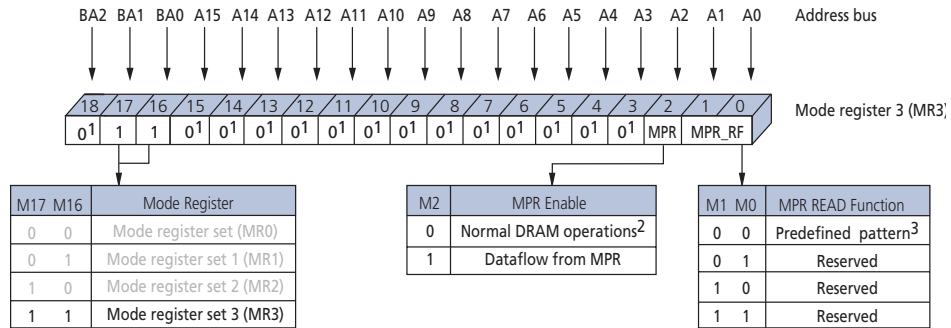 BA2 BA1 BA0 A15 A14 A13 A12 A11 A10 A9 A8 A7 A6 A5 A4 A3 A2 A1 A0 Address bus
18 17 16 15 14 13 12 11 10 9 8 7 6 5 4 3 2 1 0 Mode register 3 (MR3)
0¹ 1 1 0¹ 0¹ 0¹ 0¹ 0¹ 0¹ 0¹ 0¹ 0¹ 0¹ 0¹ 0¹ 0¹ MPR MPR_RF
M17 M16 Mode Register
0 0 Mode register set (MR0)
0 1 Mode register set 1 (MR1)
1 0 Mode register set 2 (MR2)
1 1 Mode register set 3 (MR3)
M2 MPR Enable
0 Normal DRAM operations²
1 Dataflow from MPR
M1 M0 MPR READ Function
0 0 Predefined pattern³
0 1 Reserved
1 0 Reserved
1 1 Reserved